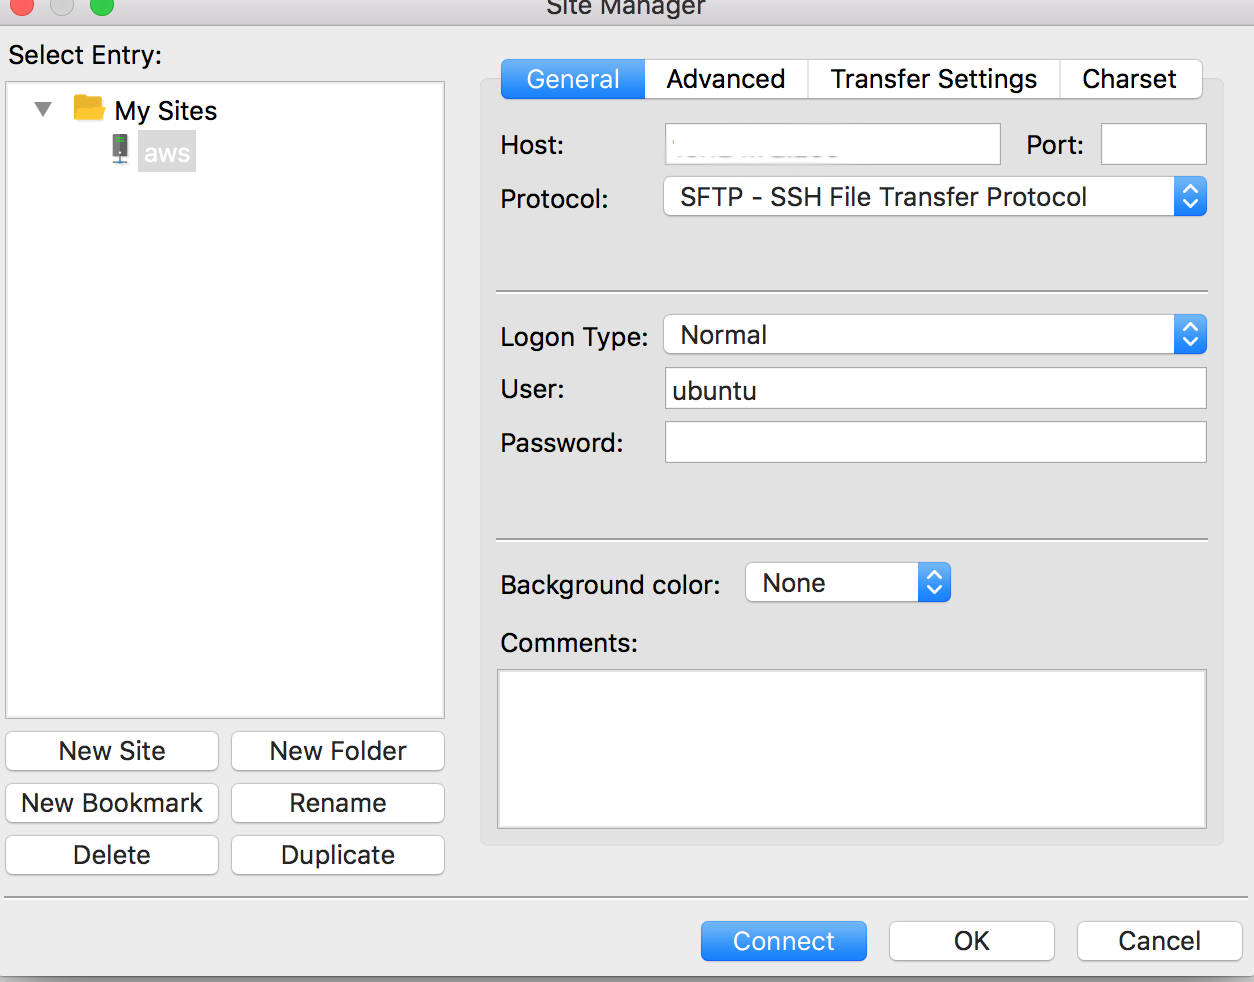 Site Manager
Select Entry:
My Sites
aws
New Site
New Folder
New Bookmark
Rename
Delete
Duplicate
General
Advanced
Transfer Settings
Charset
Host:
Port:
Protocol:
SFTP - SSH File Transfer Protocol
Logon Type:
Normal
User:
ubuntu
Password:
Background color:
None
Comments:
Connect
OK
Cancel